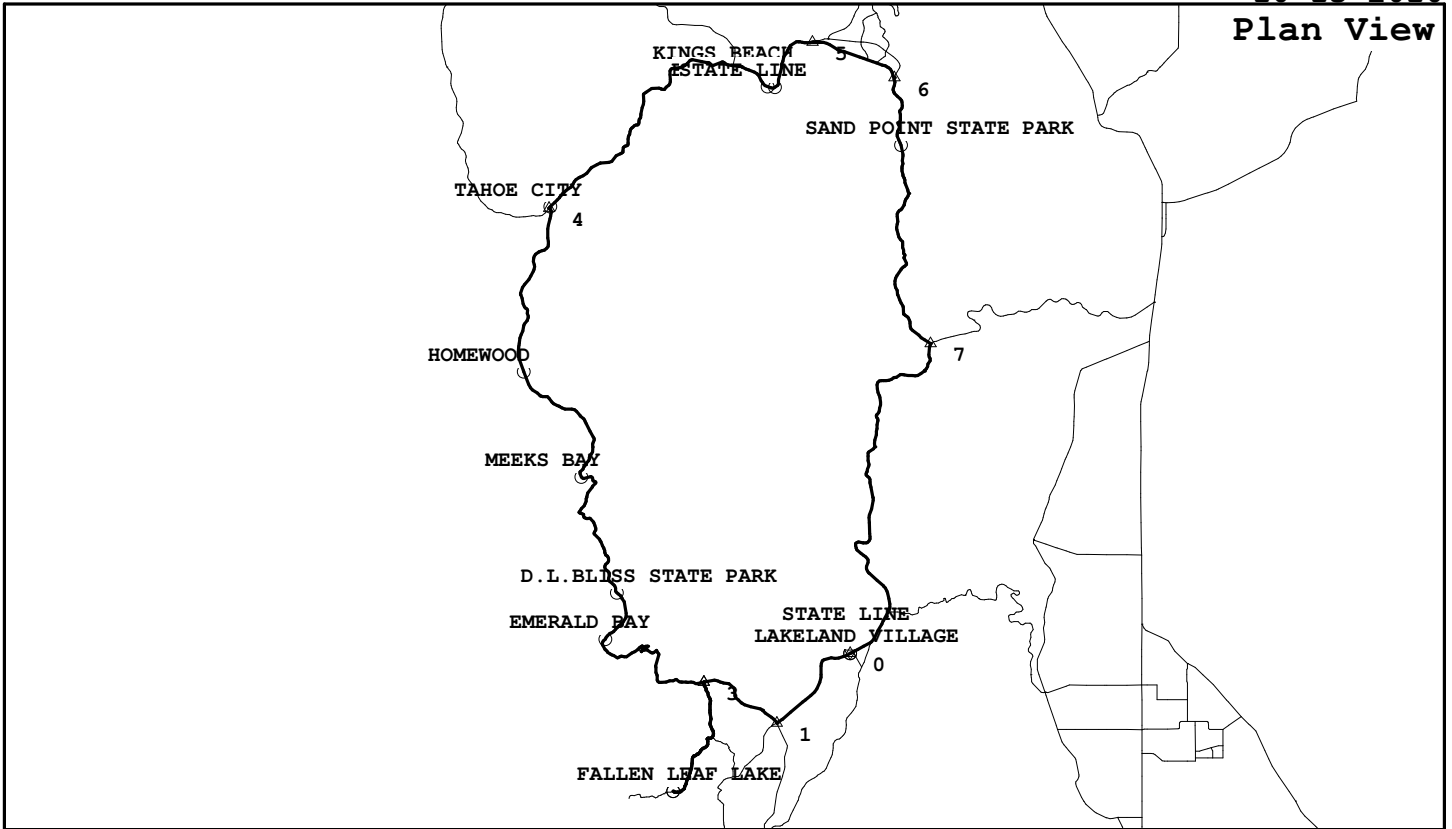 Plan View
KINGS BEACH
5
STATE LINE
6
SAND POINT STATE PARK
TAHOE CITY
4
HOMEWOOD
7
MEEKS BAY
D.L.BLISS STATE PARK
EMERALD BAY
STATE LINE
LAKELAND VILLAGE
0
3
1
FALLEN LEAF LAKE